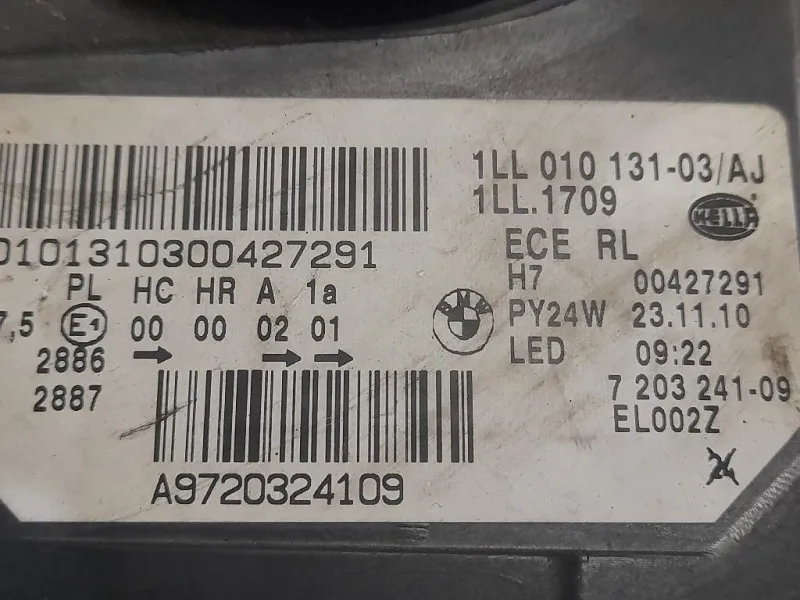 1LL 010 131-03/AJ
1LL.1709
HELLA
0101310300427291
ECE RL
PL HC HR A 1a
H7 00427291
7,5 E1 00 00 02 01
BMW
PY24W 23.11.10
2886
LED 09:22
2887
7 203 241-09
EL002Z
A9720324109